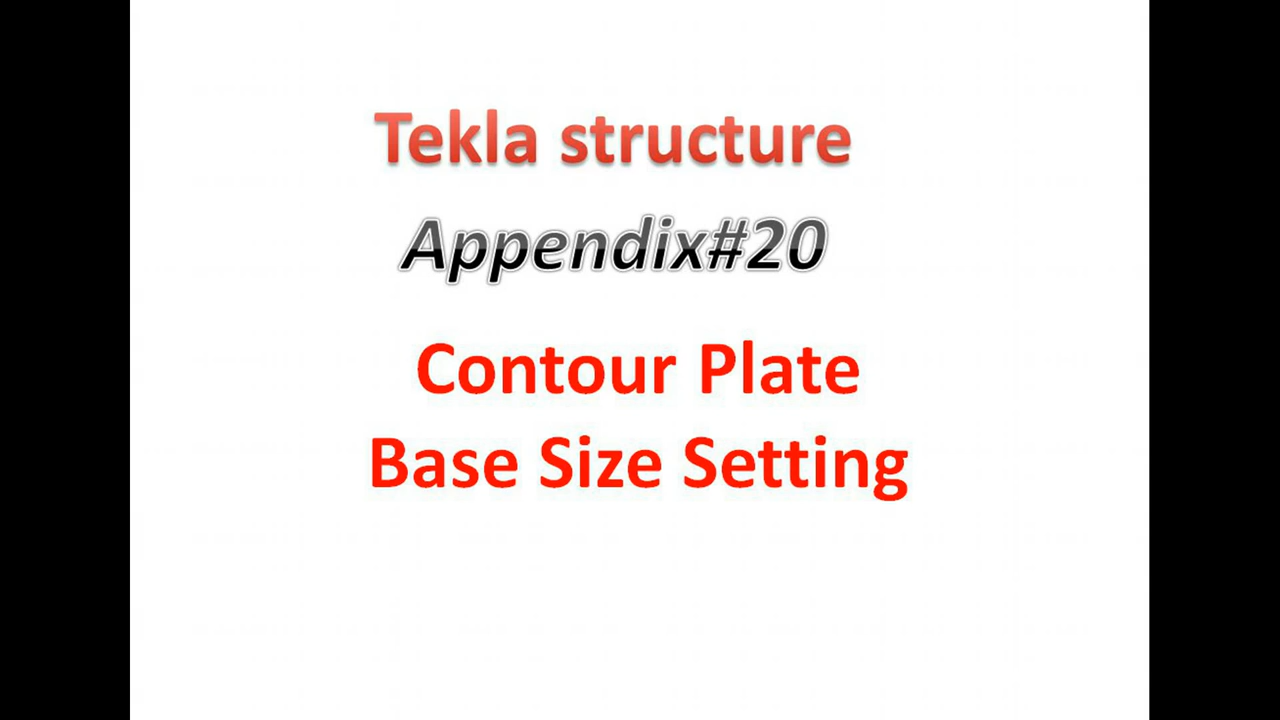 Tekla structure
Appendix#20
Contour Plate
Base Size Setting